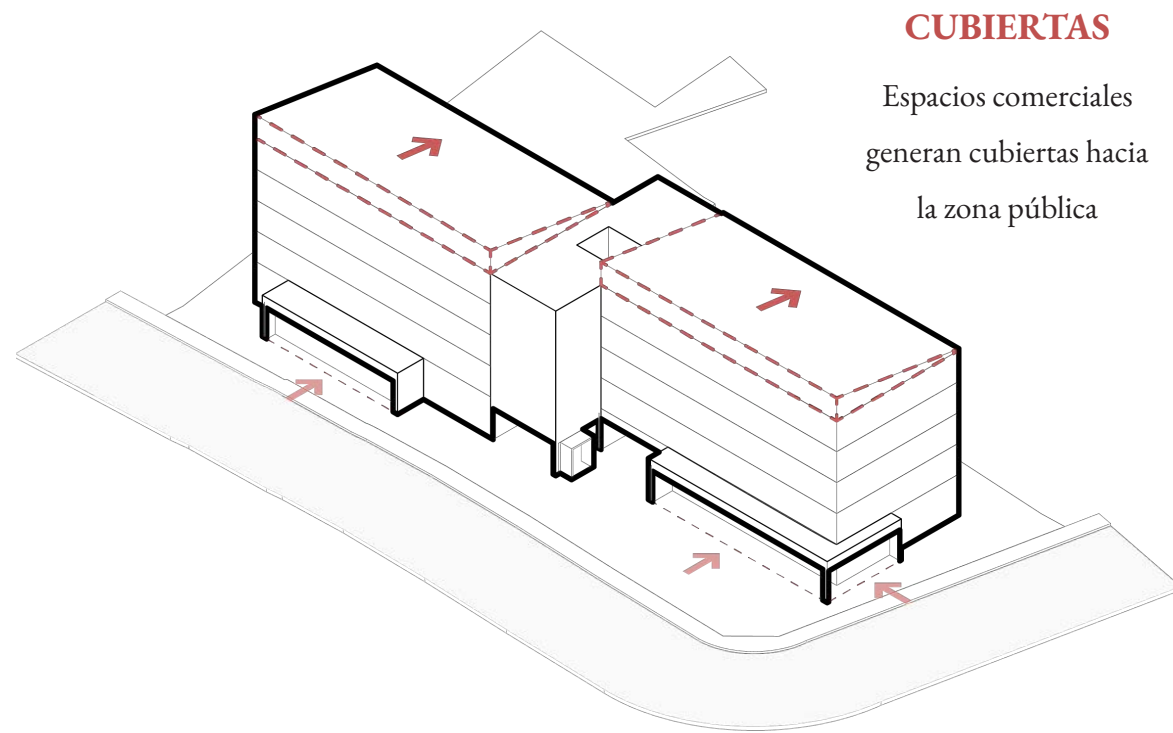 CUBIERTAS
Espacios comerciales
generan cubiertas hacia
la zona pública